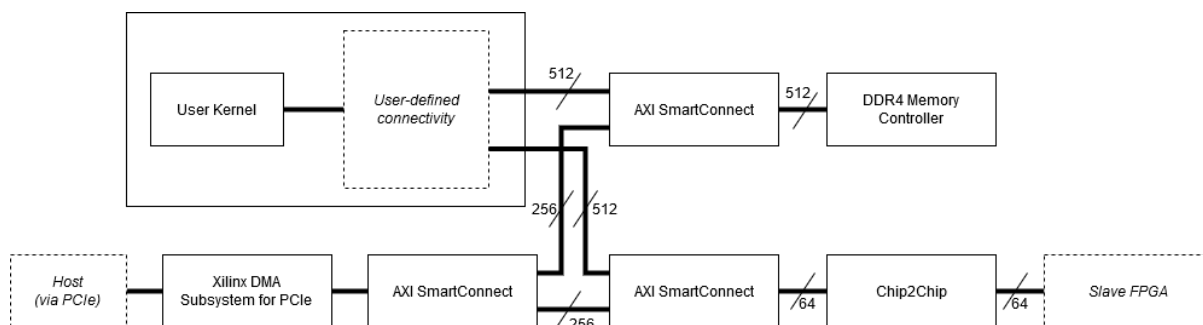 512
User Kernel
User-defined
connectivity
AXI SmartConnect
512
DDR4 Memory
Controller
256
512
Host
(via PCIe)
Xilinx DMA
Subsystem for PCIe
AXI SmartConnect
256
AXI SmartConnect
64
Chip2Chip
64
Slave FPGA